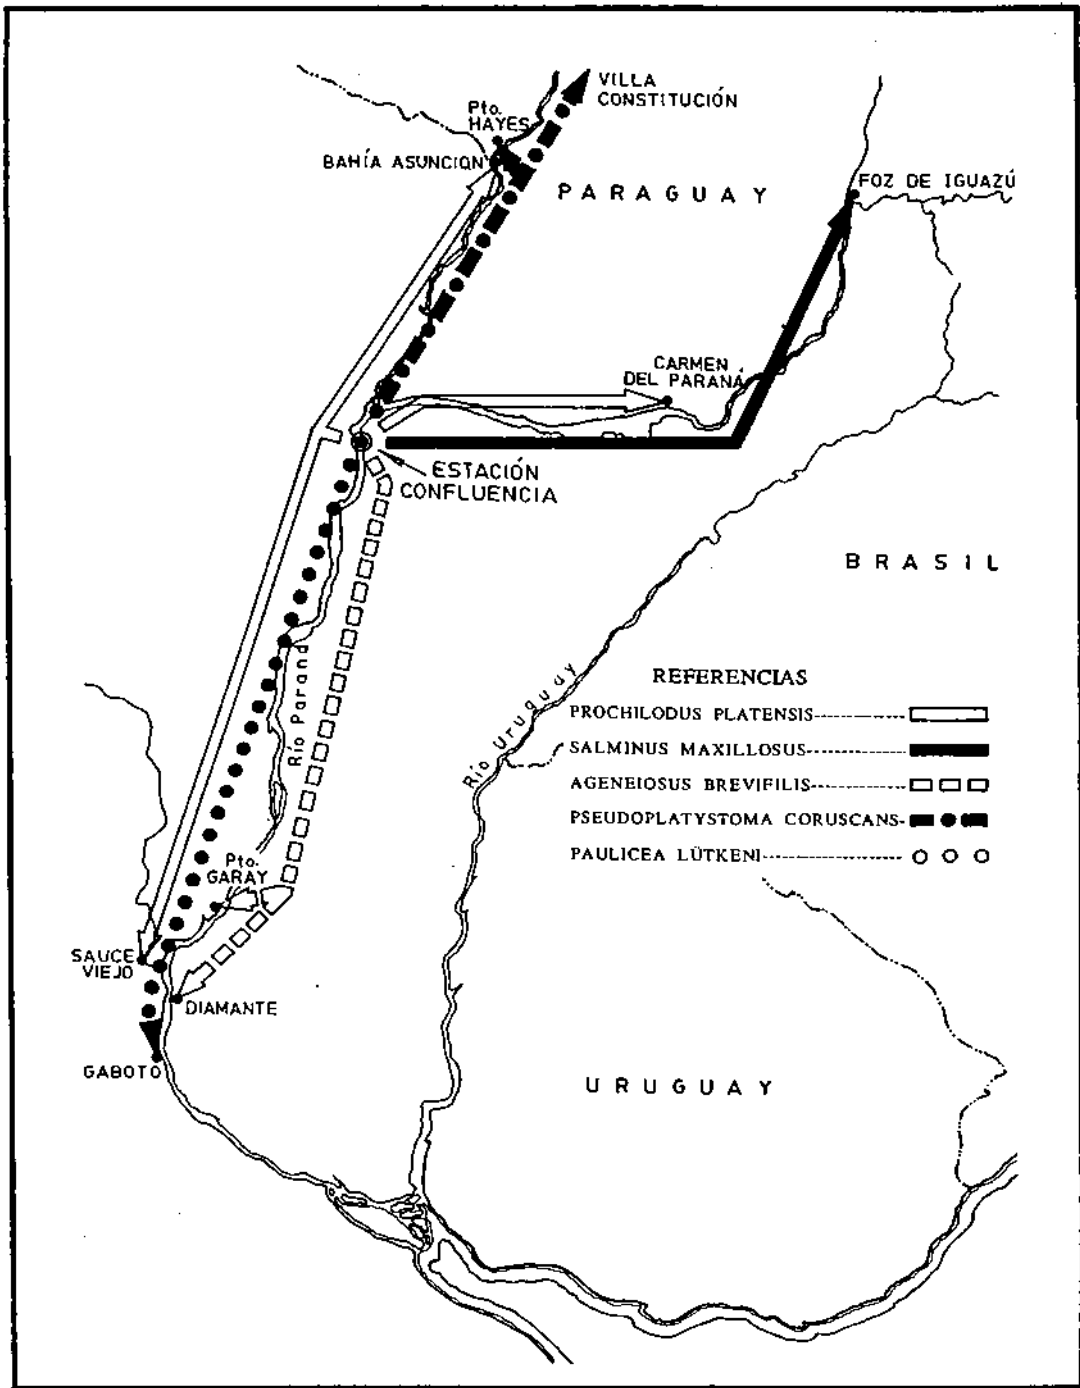 VILLA
CONSTITUCIÓN
Pto.
HAYES
BAHÍA ASUNCION
PARAGUAY
FOZ DE IGUAZÚ
CARMEN
DEL PARANÁ
ESTACIÓN
CONFLUENCIA
BRASIL
Río Paraná
Río Uruguay
REFERENCIAS
PROCHILODUS PLATENSIS
SALMINUS MAXILLOSUS
AGENEIOSUS BREVIFILIS
PSEUDOPLATYSTOMA CORUSCANS
PAULICEA LÜTKENI
Pto.
GARAY
SAUCE
VIEJO
DIAMANTE
GABOTO
URUGUAY